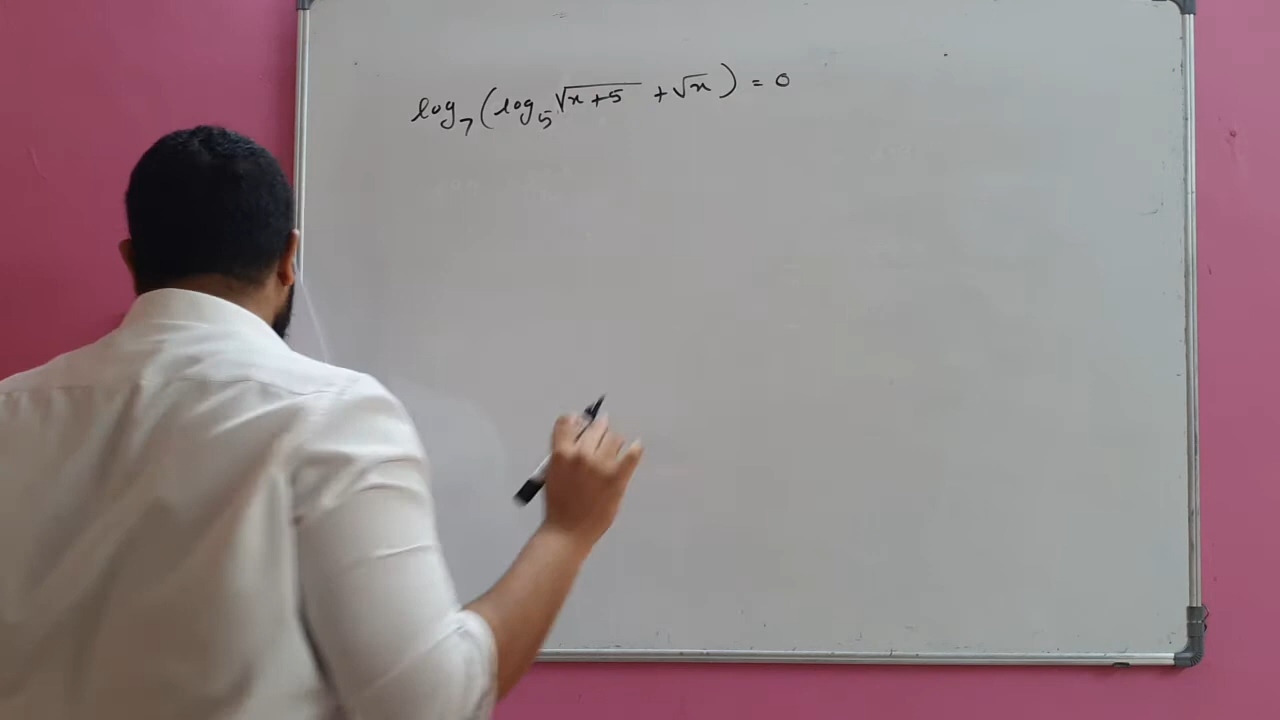 log₇(log₅√(x+5) + √x) = 0